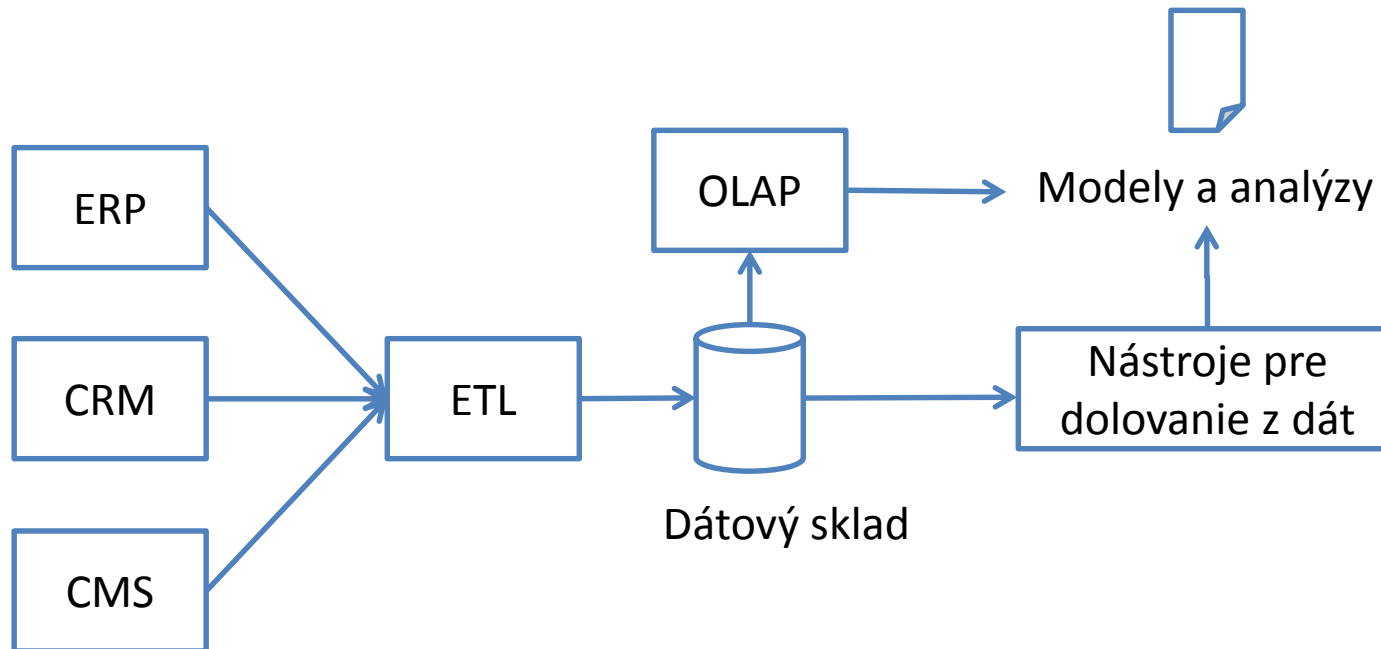 ERP
CRM
CMS
ETL
OLAP
Dátový sklad
Modely a analýzy
Nástroje pre
dolovanie z dát